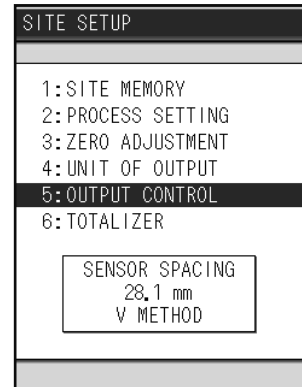 SITE SETUP
1:SITE MEMORY
2:PROCESS SETTING
3:ZERO ADJUSTMENT
4:UNIT OF OUTPUT
5:OUTPUT CONTROL
6:TOTALIZER
SENSOR SPACING
28.1 mm
V METHOD